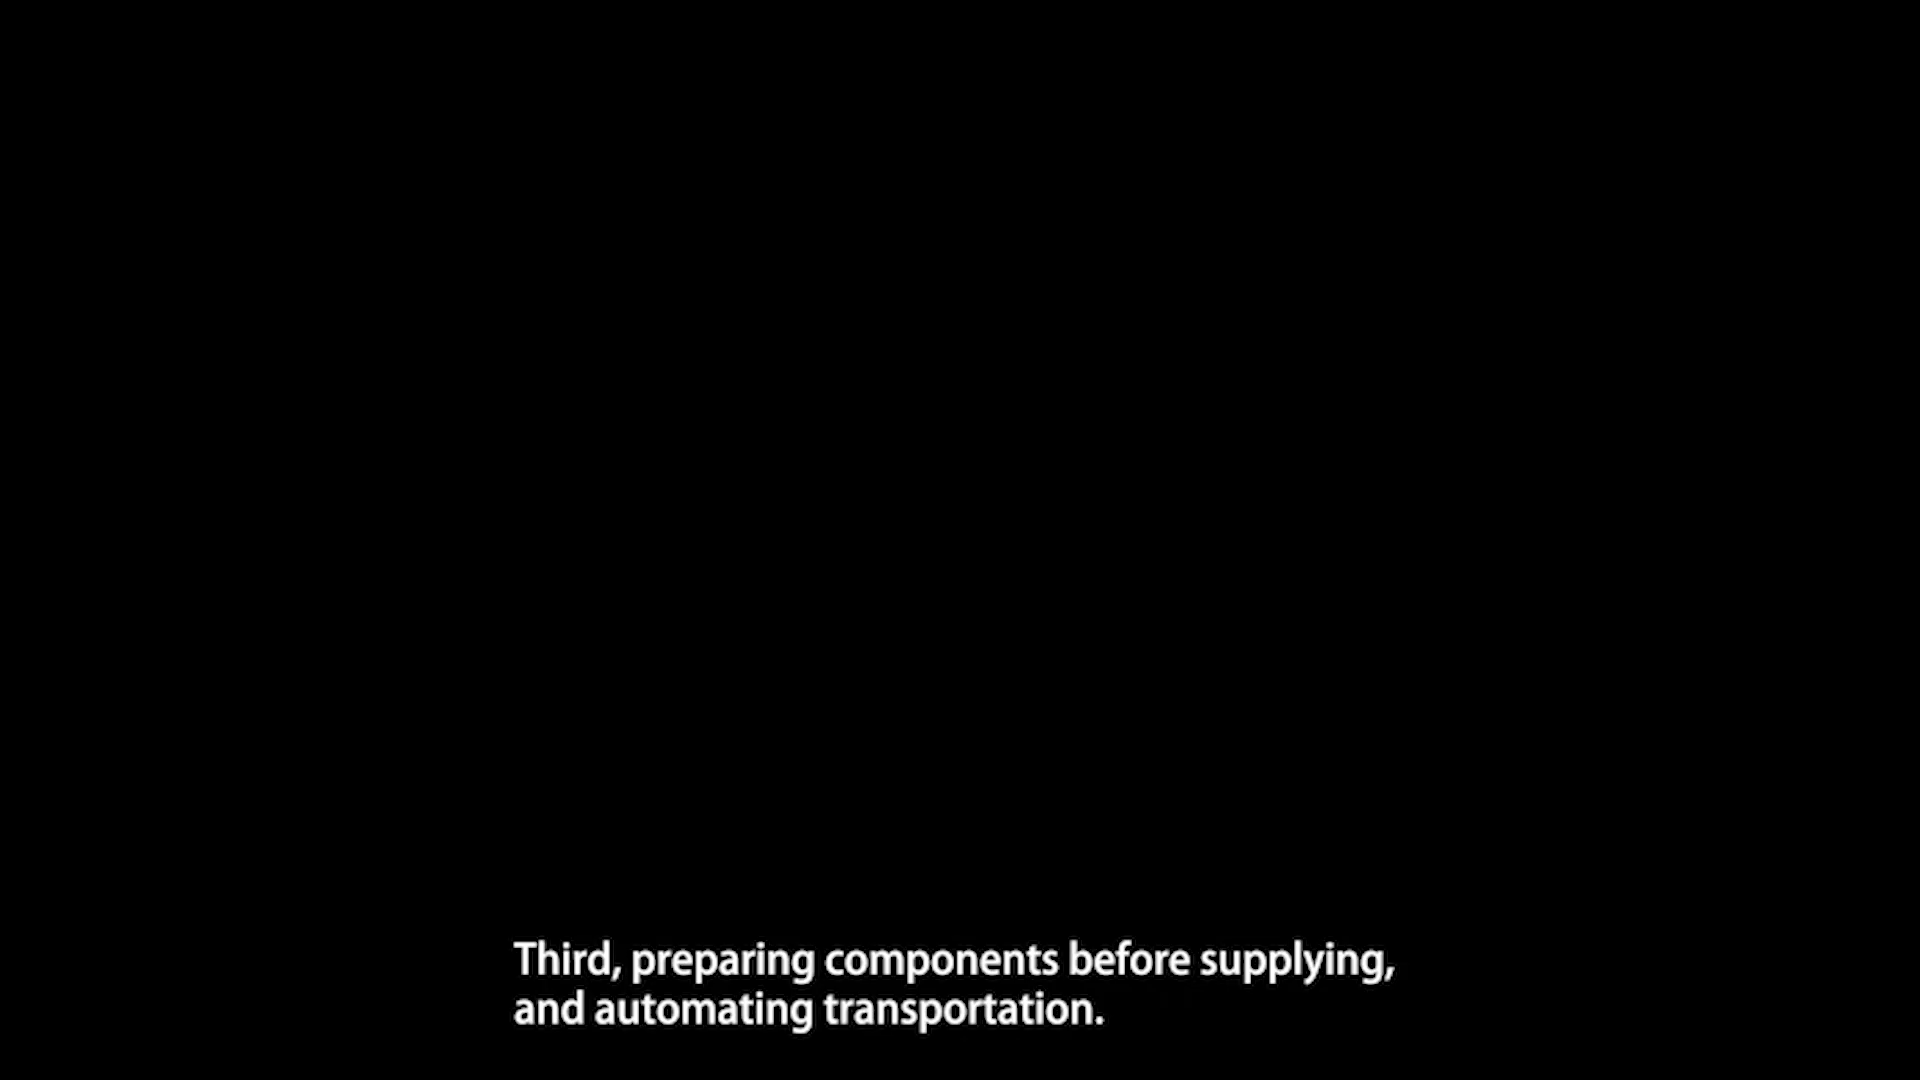 Third, preparing components before supplying,
and automating transportation.